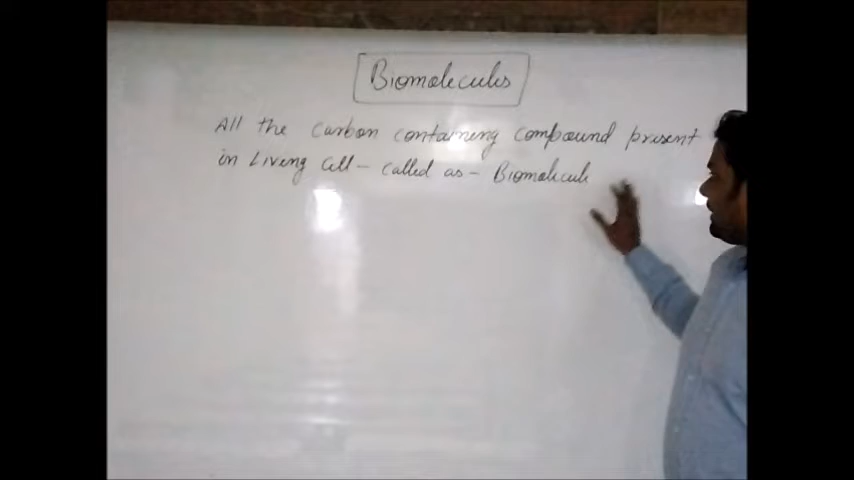 Biomolecules
All the carbon containing compound present
in Living Cell - called as - Biomolecule